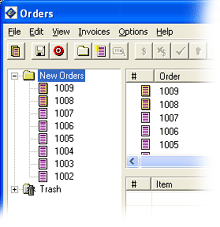 Orders
File Edit View Invoices Options Help
New Orders
1009
1008
1007
1006
1005
1004
1003
1002
Trash
# Order
1009
1008
1007
1006
1005
# Item